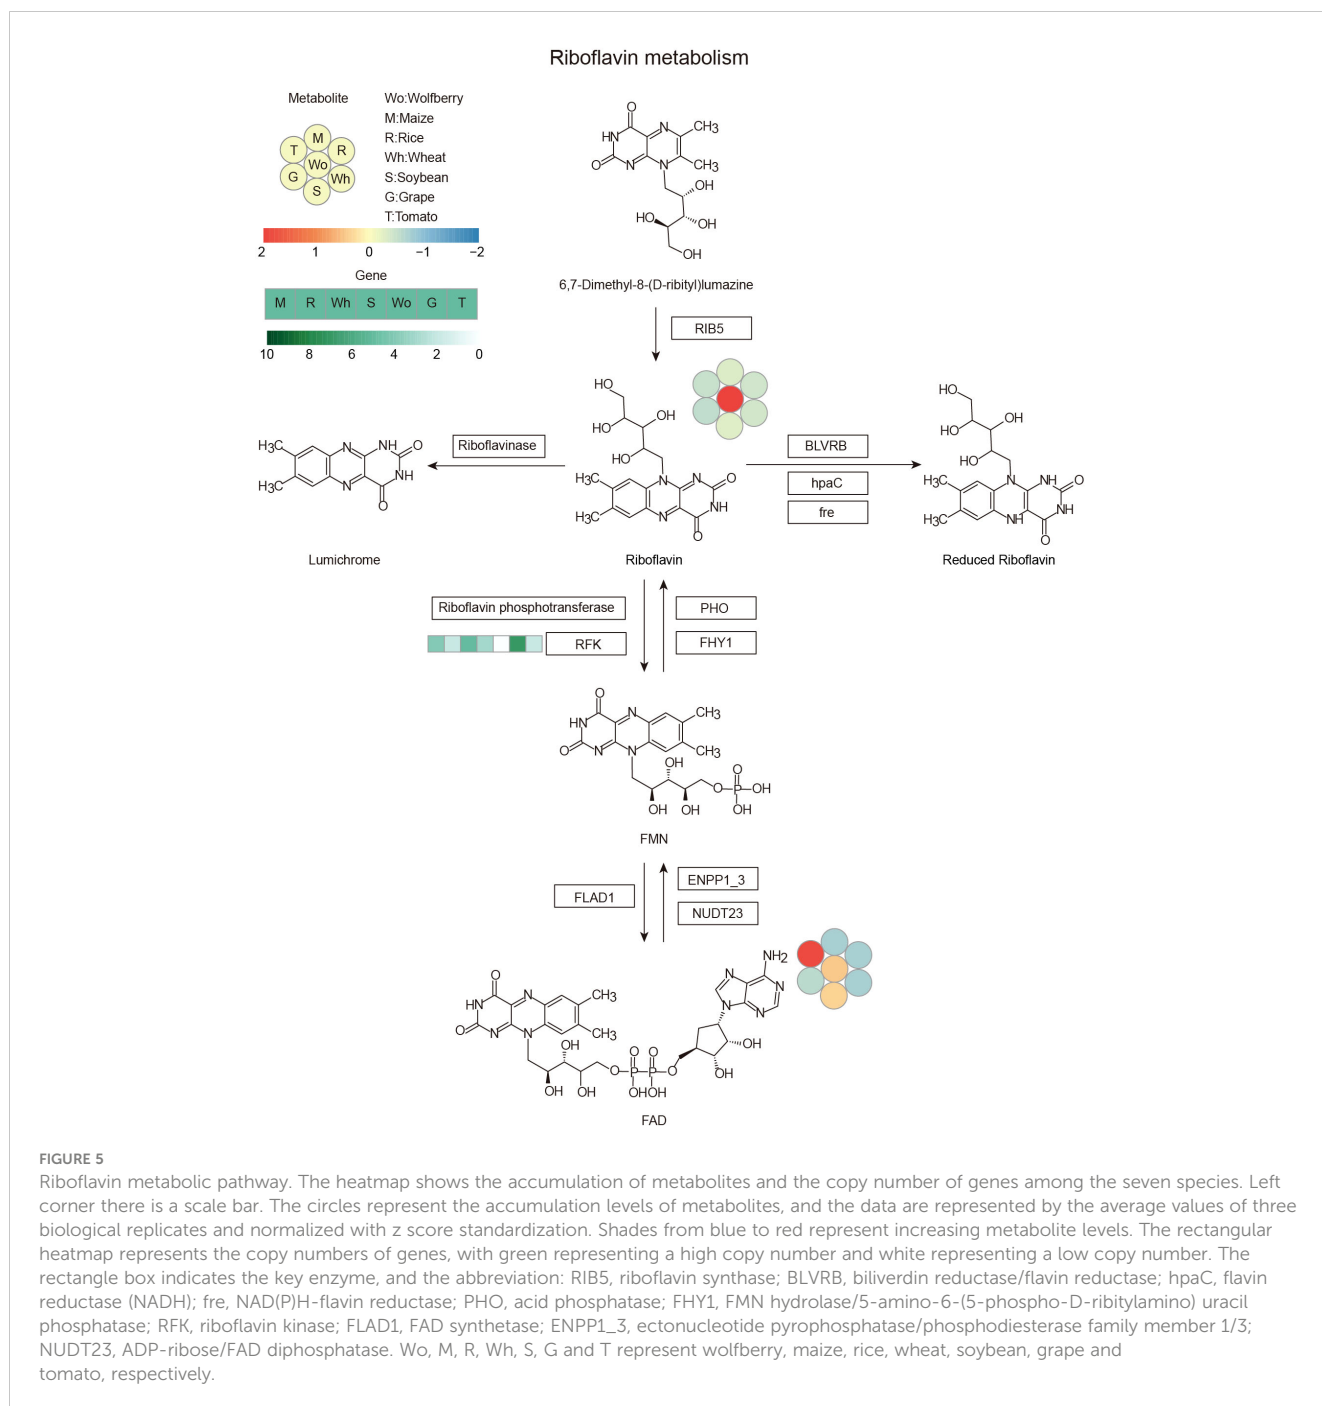 Riboflavin metabolism
Metabolite
M
T
R
Wo
G
Wh
S
Wo:Wolfberry
M:Maize
R:Rice
Wh:Wheat
S:Soybean
G:Grape
T:Tomato
2 1 0 −1 −2
Gene
M R Wh S Wo G T
10 8 6 4 2 0
O
N
CH3
HN
O
N
N
CH3
OH
HO
OH
OH
6,7-Dimethyl-8-(D-ribityl)lumazine
RIB5
HO
OH
HO
HO
H3C
N
N
O
H3C
N
NH
O
Riboflavin
Riboflavinase
H3C
N
NH
O
H3C
N
NH
O
Lumichrome
BLVRB
hpaC
fre
HO
OH
HO
HO
H3C
N
NH
O
H3C
NH
NH
O
Reduced Riboflavin
Riboflavin phosphotransferase
RFK
PHO
FHY1
O
N
CH3
HN
O
N
N
CH3
OH
O
O
P
OH
OH
OH
OH
FMN
FLAD1
ENPP1_3
NUDT23
NH2
N
N
N
N
O
N
CH3
HN
O
N
N
CH3
OH
O
O
O
P
P
O
OH
OH
OH
OH
OHOH
FAD
FIGURE 5
Riboflavin metabolic pathway. The heatmap shows the accumulation of metabolites and the copy number of genes among the seven species. Left
corner there is a scale bar. The circles represent the accumulation levels of metabolites, and the data are represented by the average values of three
biological replicates and normalized with z score standardization. Shades from blue to red represent increasing metabolite levels. The rectangular
heatmap represents the copy numbers of genes, with green representing a high copy number and white representing a low copy number. The
rectangle box indicates the key enzyme, and the abbreviation: RIB5, riboflavin synthase; BLVRB, biliverdin reductase/flavin reductase; hpaC, flavin
reductase (NADH); fre, NAD(P)H-flavin reductase; PHO, acid phosphatase; FHY1, FMN hydrolase/5-amino-6-(5-phospho-D-ribitylamino) uracil
phosphatase; RFK, riboflavin kinase; FLAD1, FAD synthetase; ENPP1_3, ectonucleotide pyrophosphatase/phosphodiesterase family member 1/3;
NUDT23, ADP-ribose/FAD diphosphatase. Wo, M, R, Wh, S, G and T represent wolfberry, maize, rice, wheat, soybean, grape and
tomato, respectively.